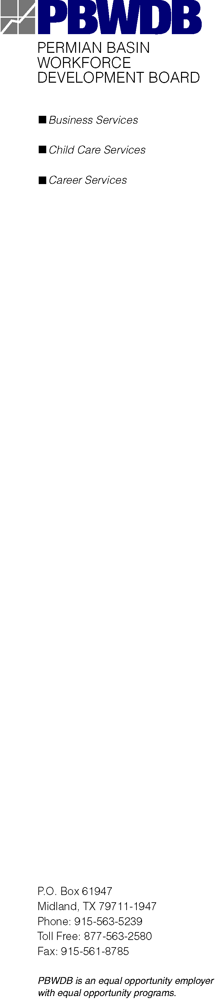 PBWDB
PERMIAN BASIN
WORKFORCE
DEVELOPMENT BOARD
■ Business Services
■ Child Care Services
■ Career Services
P.O. Box 61947
Midland, TX 79711-1947
Phone: 915-563-5239
Toll Free: 877-563-2580
Fax: 915-561-8785
PBWDB is an equal opportunity employer
with equal opportunity programs.